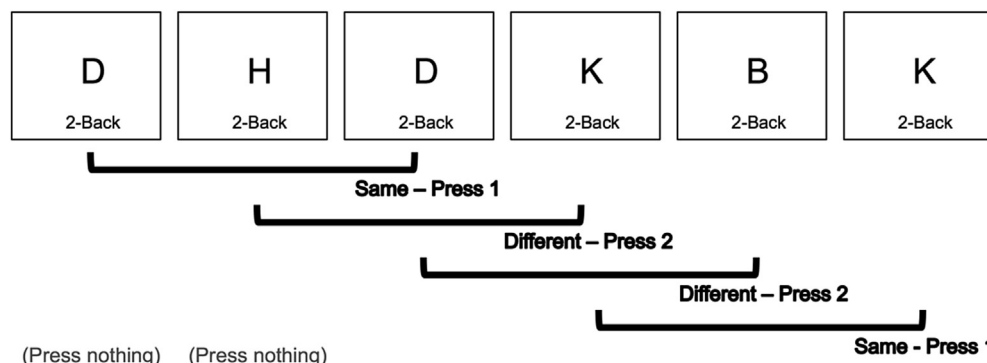 D H D K B K
2-Back 2-Back 2-Back 2-Back 2-Back 2-Back
Same – Press 1
Different – Press 2
Different – Press 2
Same - Press 1
(Press nothing) (Press nothing)